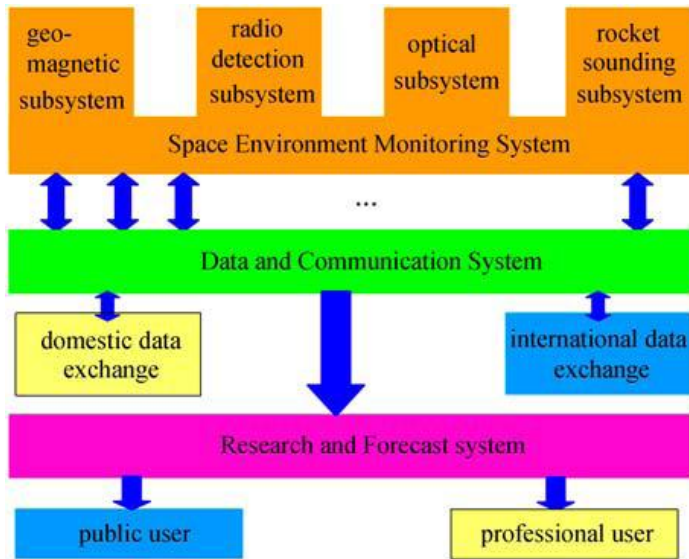 geo-
magnetic
subsystem
radio
detection
subsystem
optical
subsystem
rocket
sounding
subsystem
Space Environment Monitoring System
...
Data and Communication System
domestic data
exchange
international data
exchange
Research and Forecast system
public user
professional user